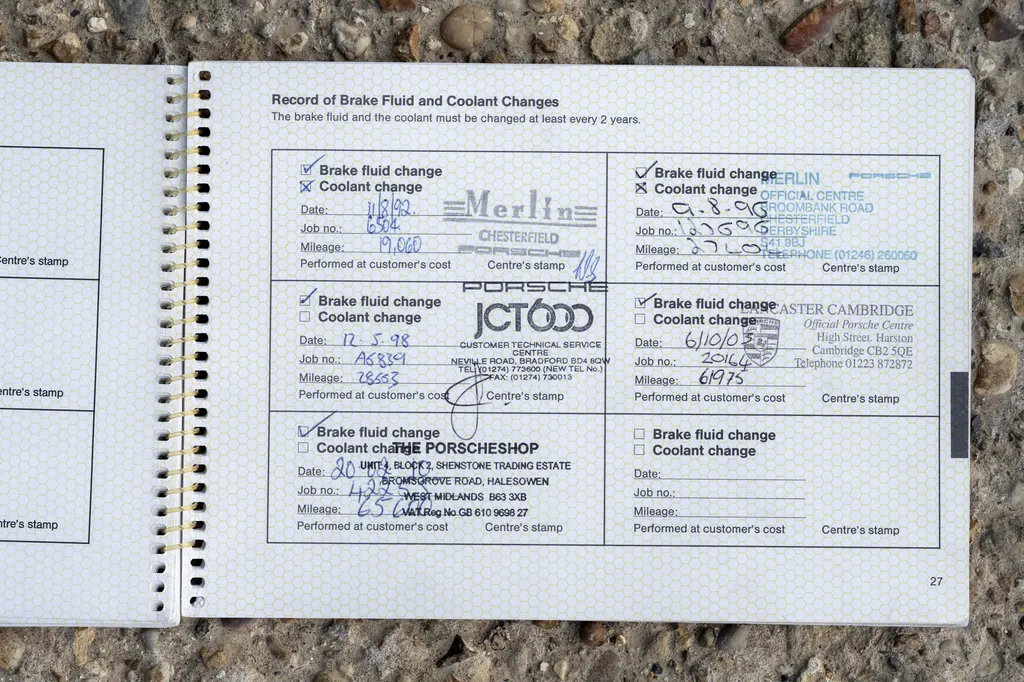 Record of Brake Fluid and Coolant Changes
The brake fluid and the coolant must be changed at least every 2 years.
Centre's stamp
entre's stamp
ntre's stamp
Brake fluid change
Coolant change
Date: 11/8/92.
Job no.: 6504
Mileage: 19,060
Performed at customer's cost
Centre's stamp
Merlin
CHESTERFIELD
PORSCHE
Brake fluid change
Coolant change
Date: 9.8.96
Job no.:
Mileage:
Performed at customer's cost
Centre's stamp
MERLIN PORSCHE
OFFICIAL CENTRE
BROOMBANK ROAD
CHESTERFIELD
DERBYSHIRE
S41 9BJ
TELEPHONE (01246) 260060
Brake fluid change
Coolant change
Date: 12.5.98
Job no.: A6839
Mileage: 28553
Performed at customer's cost
Centre's stamp
PORSCHE
JCT600
CUSTOMER TECHNICAL SERVICE
CENTRE
NEVILLE ROAD, BRADFORD BD4 8QW
TEL: (01274) 773600 (NEW TEL No.)
FAX: (01274) 730013
Brake fluid change
Coolant change
Date: 6/10/03
Job no.: 20164
Mileage: 61975
Performed at customer's cost
Centre's stamp
LANCASTER CAMBRIDGE
Official Porsche Centre
High Street. Harston
Cambridge CB2 5QE
Telephone 01223 872872
Brake fluid change
Coolant change
Date:
Job no.:
Mileage:
Performed at customer's cost
Centre's stamp
THE PORSCHESHOP
UNIT 4, BLOCK 2, SHENSTONE TRADING ESTATE
BROMSGROVE ROAD, HALESOWEN
WEST MIDLANDS B63 3XB
VAT Reg No GB 610 9698 27
Brake fluid change
Coolant change
Date:
Job no.:
Mileage:
Performed at customer's cost
Centre's stamp
27